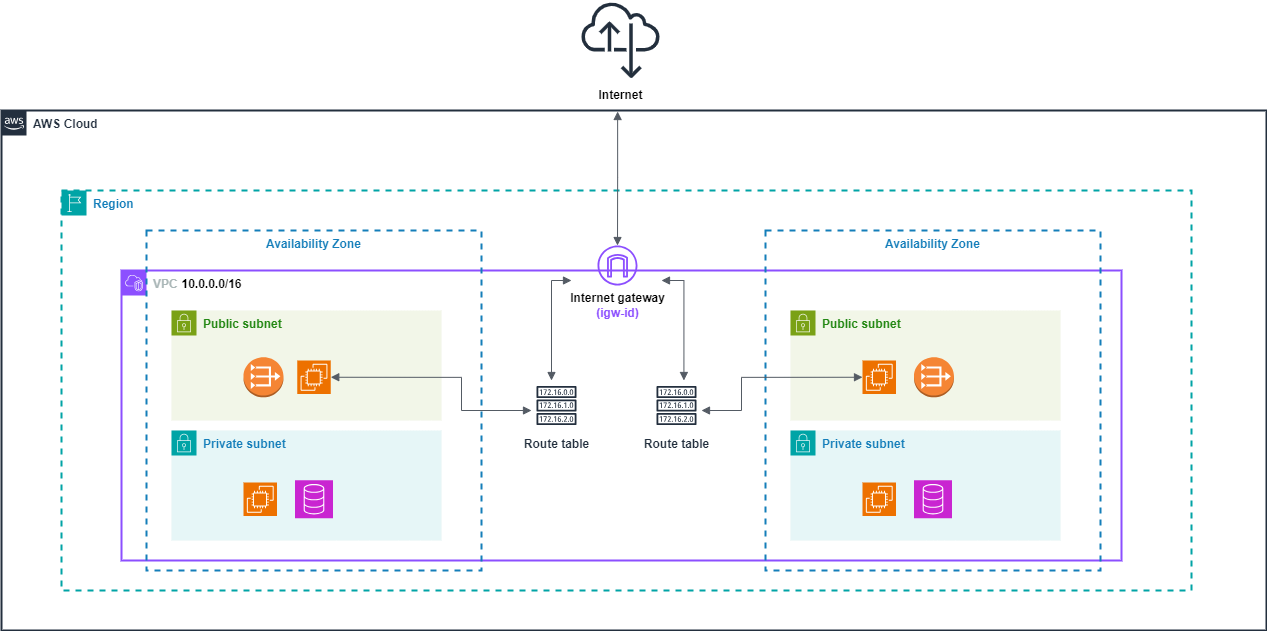 Internet
aws
AWS Cloud
Region
Availability Zone
Availability Zone
VPC 10.0.0.0/16
Internet gateway
(igw-id)
Public subnet
Public subnet
172.16.0.0
172.16.1.0
172.16.2.0
172.16.0.0
172.16.1.0
172.16.2.0
Route table
Route table
Private subnet
Private subnet